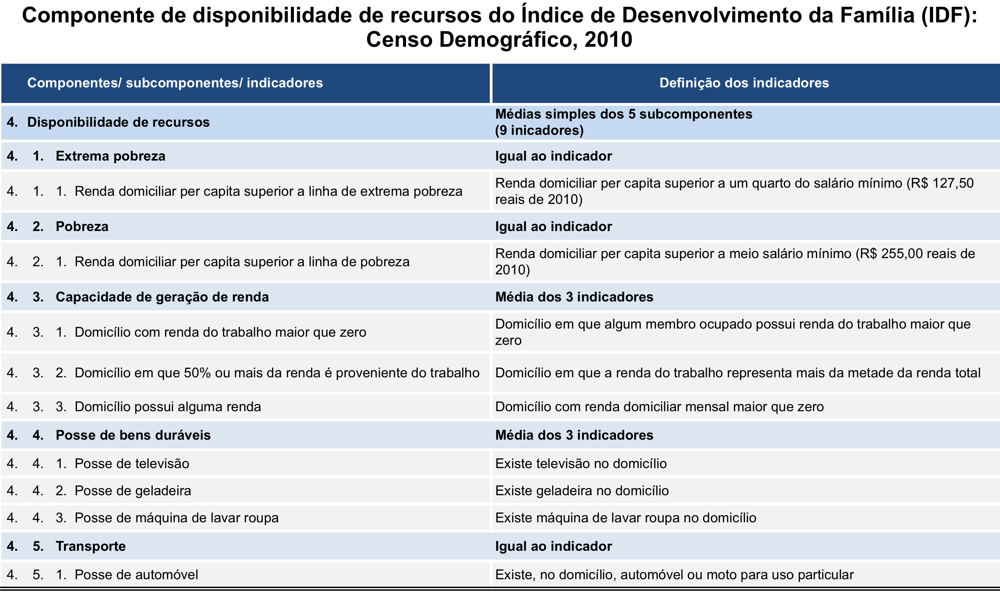 Componente de disponibilidade de recursos do Índice de Desenvolvimento da Família (IDF):
Censo Demográfico, 2010
Componentes/ subcomponentes/ indicadores
Definição dos indicadores
4. Disponibilidade de recursos
Médias simples dos 5 subcomponentes
(9 inicadores)
4. 1. Extrema pobreza
Igual ao indicador
4. 1. 1. Renda domiciliar per capita superior a linha de extrema pobreza
Renda domiciliar per capita superior a um quarto do salário mínimo (R$ 127,50
reais de 2010)
4. 2. Pobreza
Igual ao indicador
4. 2. 1. Renda domiciliar per capita superior a linha de pobreza
Renda domiciliar per capita superior a meio salário mínimo (R$ 255,00 reais de
2010)
4. 3. Capacidade de geração de renda
Média dos 3 indicadores
4. 3. 1. Domicílio com renda do trabalho maior que zero
Domicílio em que algum membro ocupado possui renda do trabalho maior que
zero
4. 3. 2. Domicílio em que 50% ou mais da renda é proveniente do trabalho
Domicílio em que a renda do trabalho representa mais da metade da renda total
4. 3. 3. Domicílio possui alguma renda
Domicílio com renda domiciliar mensal maior que zero
4. 4. Posse de bens duráveis
Média dos 3 indicadores
4. 4. 1. Posse de televisão
Existe televisão no domicílio
4. 4. 2. Posse de geladeira
Existe geladeira no domicílio
4. 4. 3. Posse de máquina de lavar roupa
Existe máquina de lavar roupa no domicílio
4. 5. Transporte
Igual ao indicador
4. 5. 1. Posse de automóvel
Existe, no domicílio, automóvel ou moto para uso particular